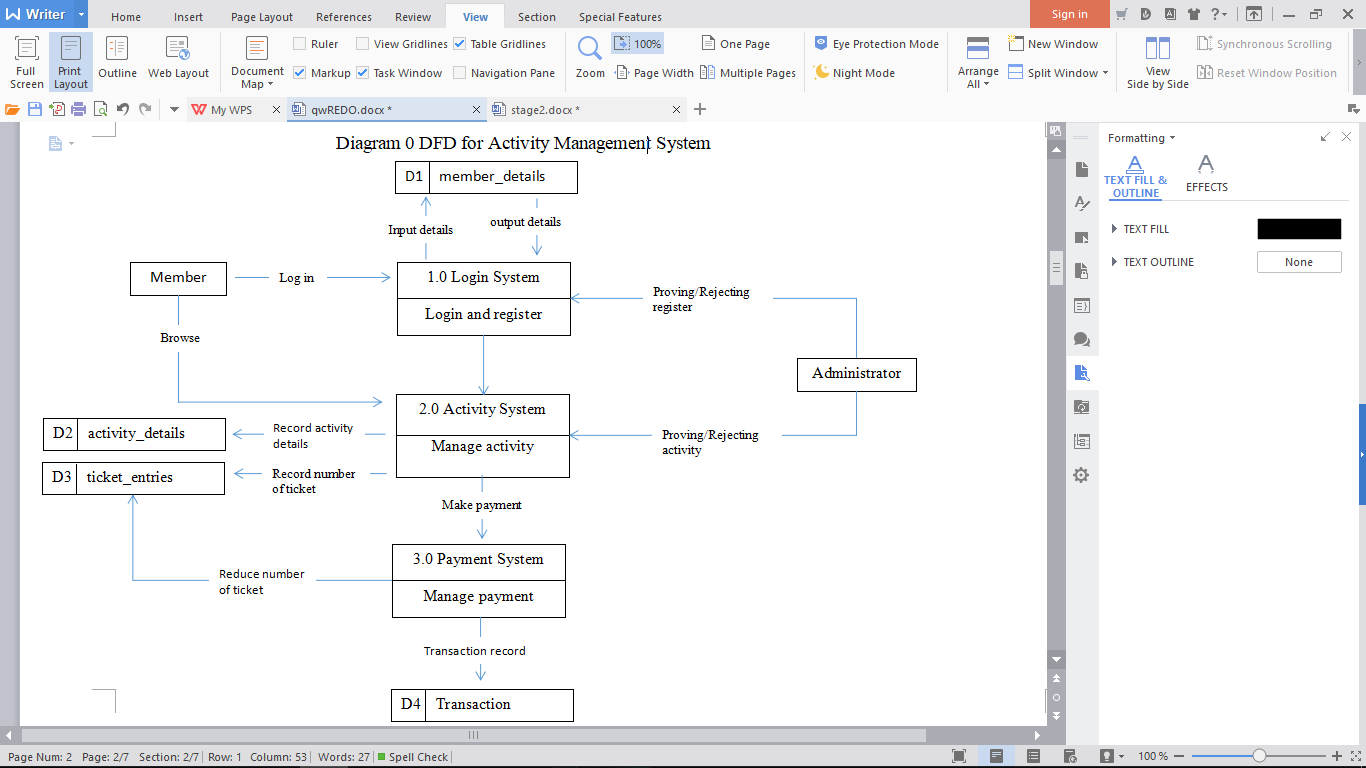 Writer
Home
Insert
Page Layout
References
Review
View
Section
Special Features
Sign in
Full Screen
Print Layout
Outline
Web Layout
Document Map
Ruler
View Gridlines
Table Gridlines
Markup
Task Window
Navigation Pane
Zoom
100%
One Page
Page Width
Multiple Pages
Eye Protection Mode
Night Mode
Arrange All
New Window
Split Window
View Side by Side
Synchronous Scrolling
Reset Window Position
My WPS
qwREDO.docx *
stage2.docx *
Diagram 0 DFD for Activity Management System
D1 member_details
Input details
output details
Member
Log in
1.0 Login System
Login and register
Proving/Rejecting
register
Browse
Administrator
2.0 Activity System
Manage activity
D2 activity_details
Record activity
details
Proving/Rejecting
activity
D3 ticket_entries
Record number
of ticket
Make payment
3.0 Payment System
Manage payment
Reduce number
of ticket
Transaction record
D4 Transaction
Formatting
TEXT FILL &
OUTLINE
EFFECTS
TEXT FILL
TEXT OUTLINE
None
Page Num: 2 Page: 2/7 Section: 2/7 Row: 1 Column: 53 Words: 27 Spell Check
100 %